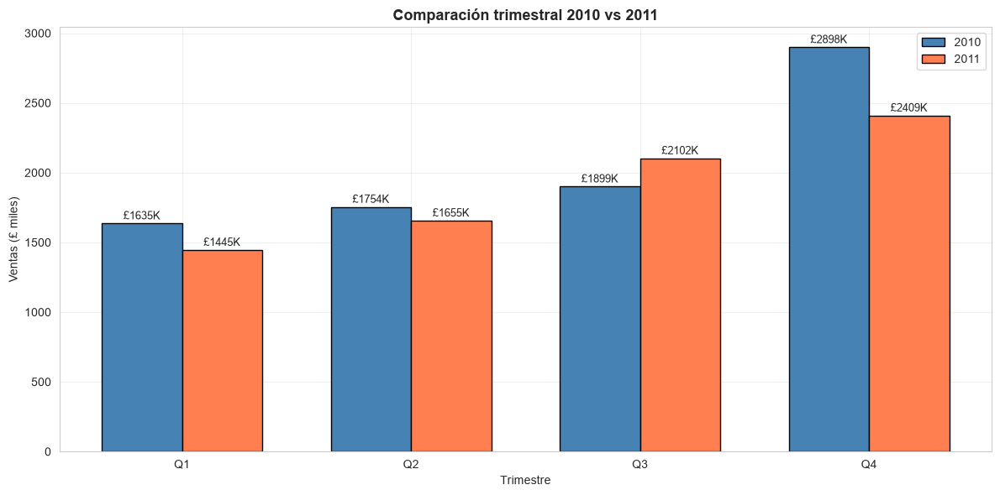 Comparación trimestral 2010 vs 2011
3000
2500
2000
1500
1000
500
0
Ventas (£ miles)
£1635K
£1445K
£1754K
£1655K
£1899K
£2102K
£2898K
£2409K
2010
2011
Q1
Q2
Q3
Q4
Trimestre